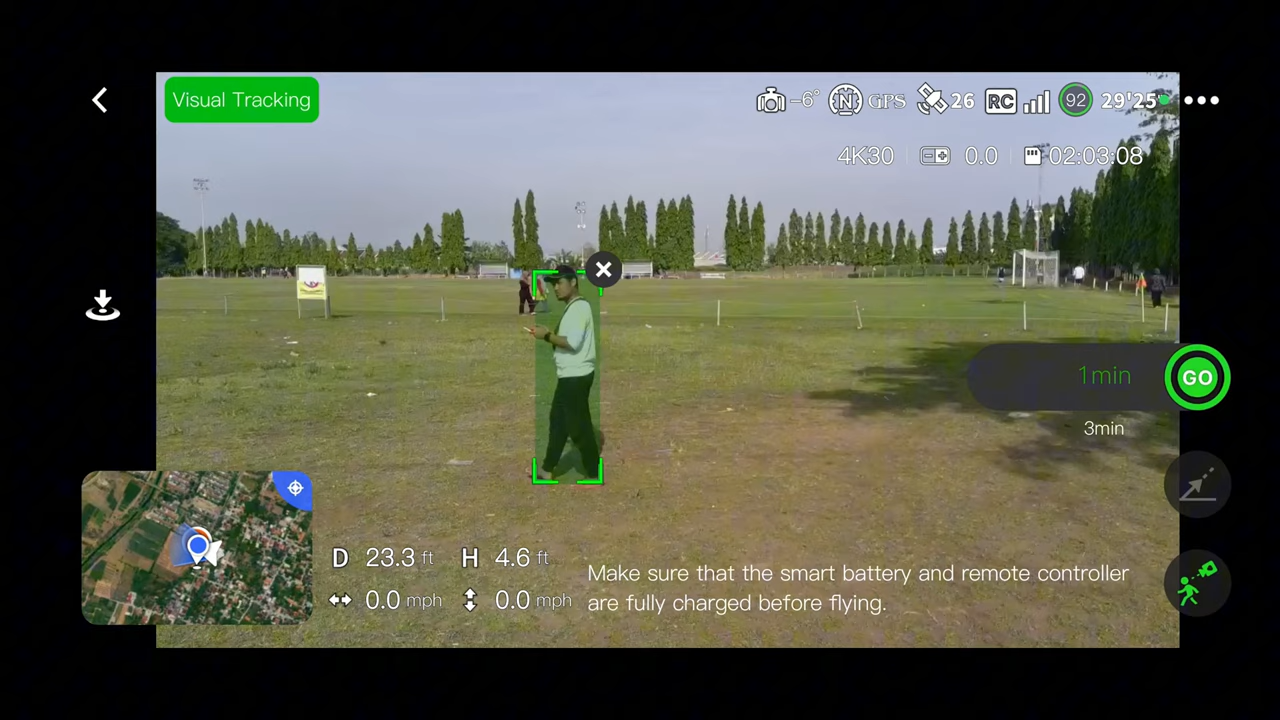 Visual Tracking
-6° N GPS 26 RC 92 29'25"
4K30 0.0 02:03:08
1min
GO
3min
D 23.3 ft H 4.6 ft
0.0 mph 0.0 mph
Make sure that the smart battery and remote controller
are fully charged before flying.